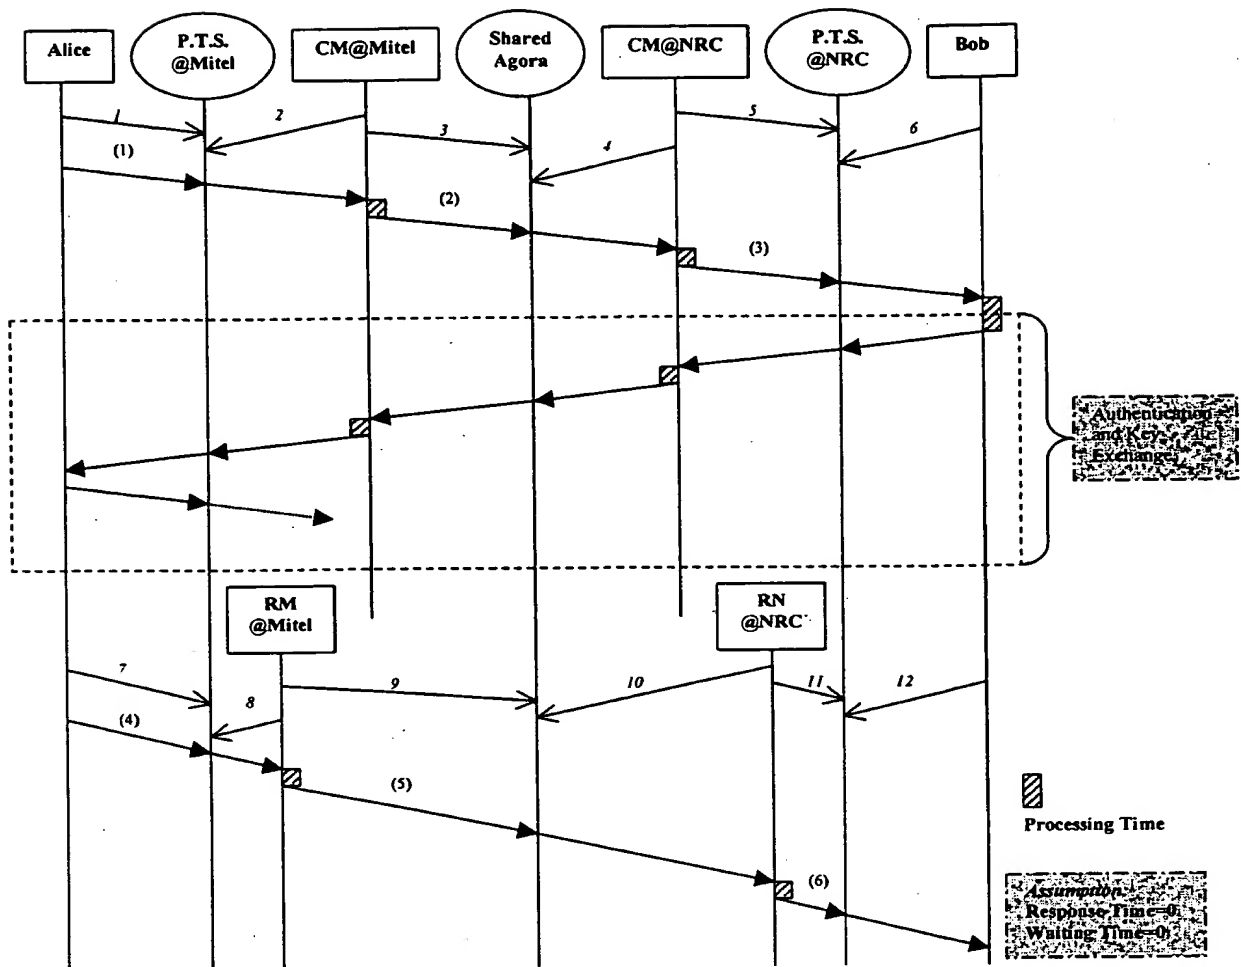 Alice
P.T.S.
@Mitel
CM@Mitel
Shared
Agora
CM@NRC
P.T.S.
@NRC
Bob
1
2
3
4
5
6
(1)
(2)
(3)
Authentication
and Key
Exchange
RM
@Mitel
RN
@NRC
7
8
9
10
11
12
(4)
(5)
(6)
Processing Time
Assumption
Response Time=0
Waiting Time=0